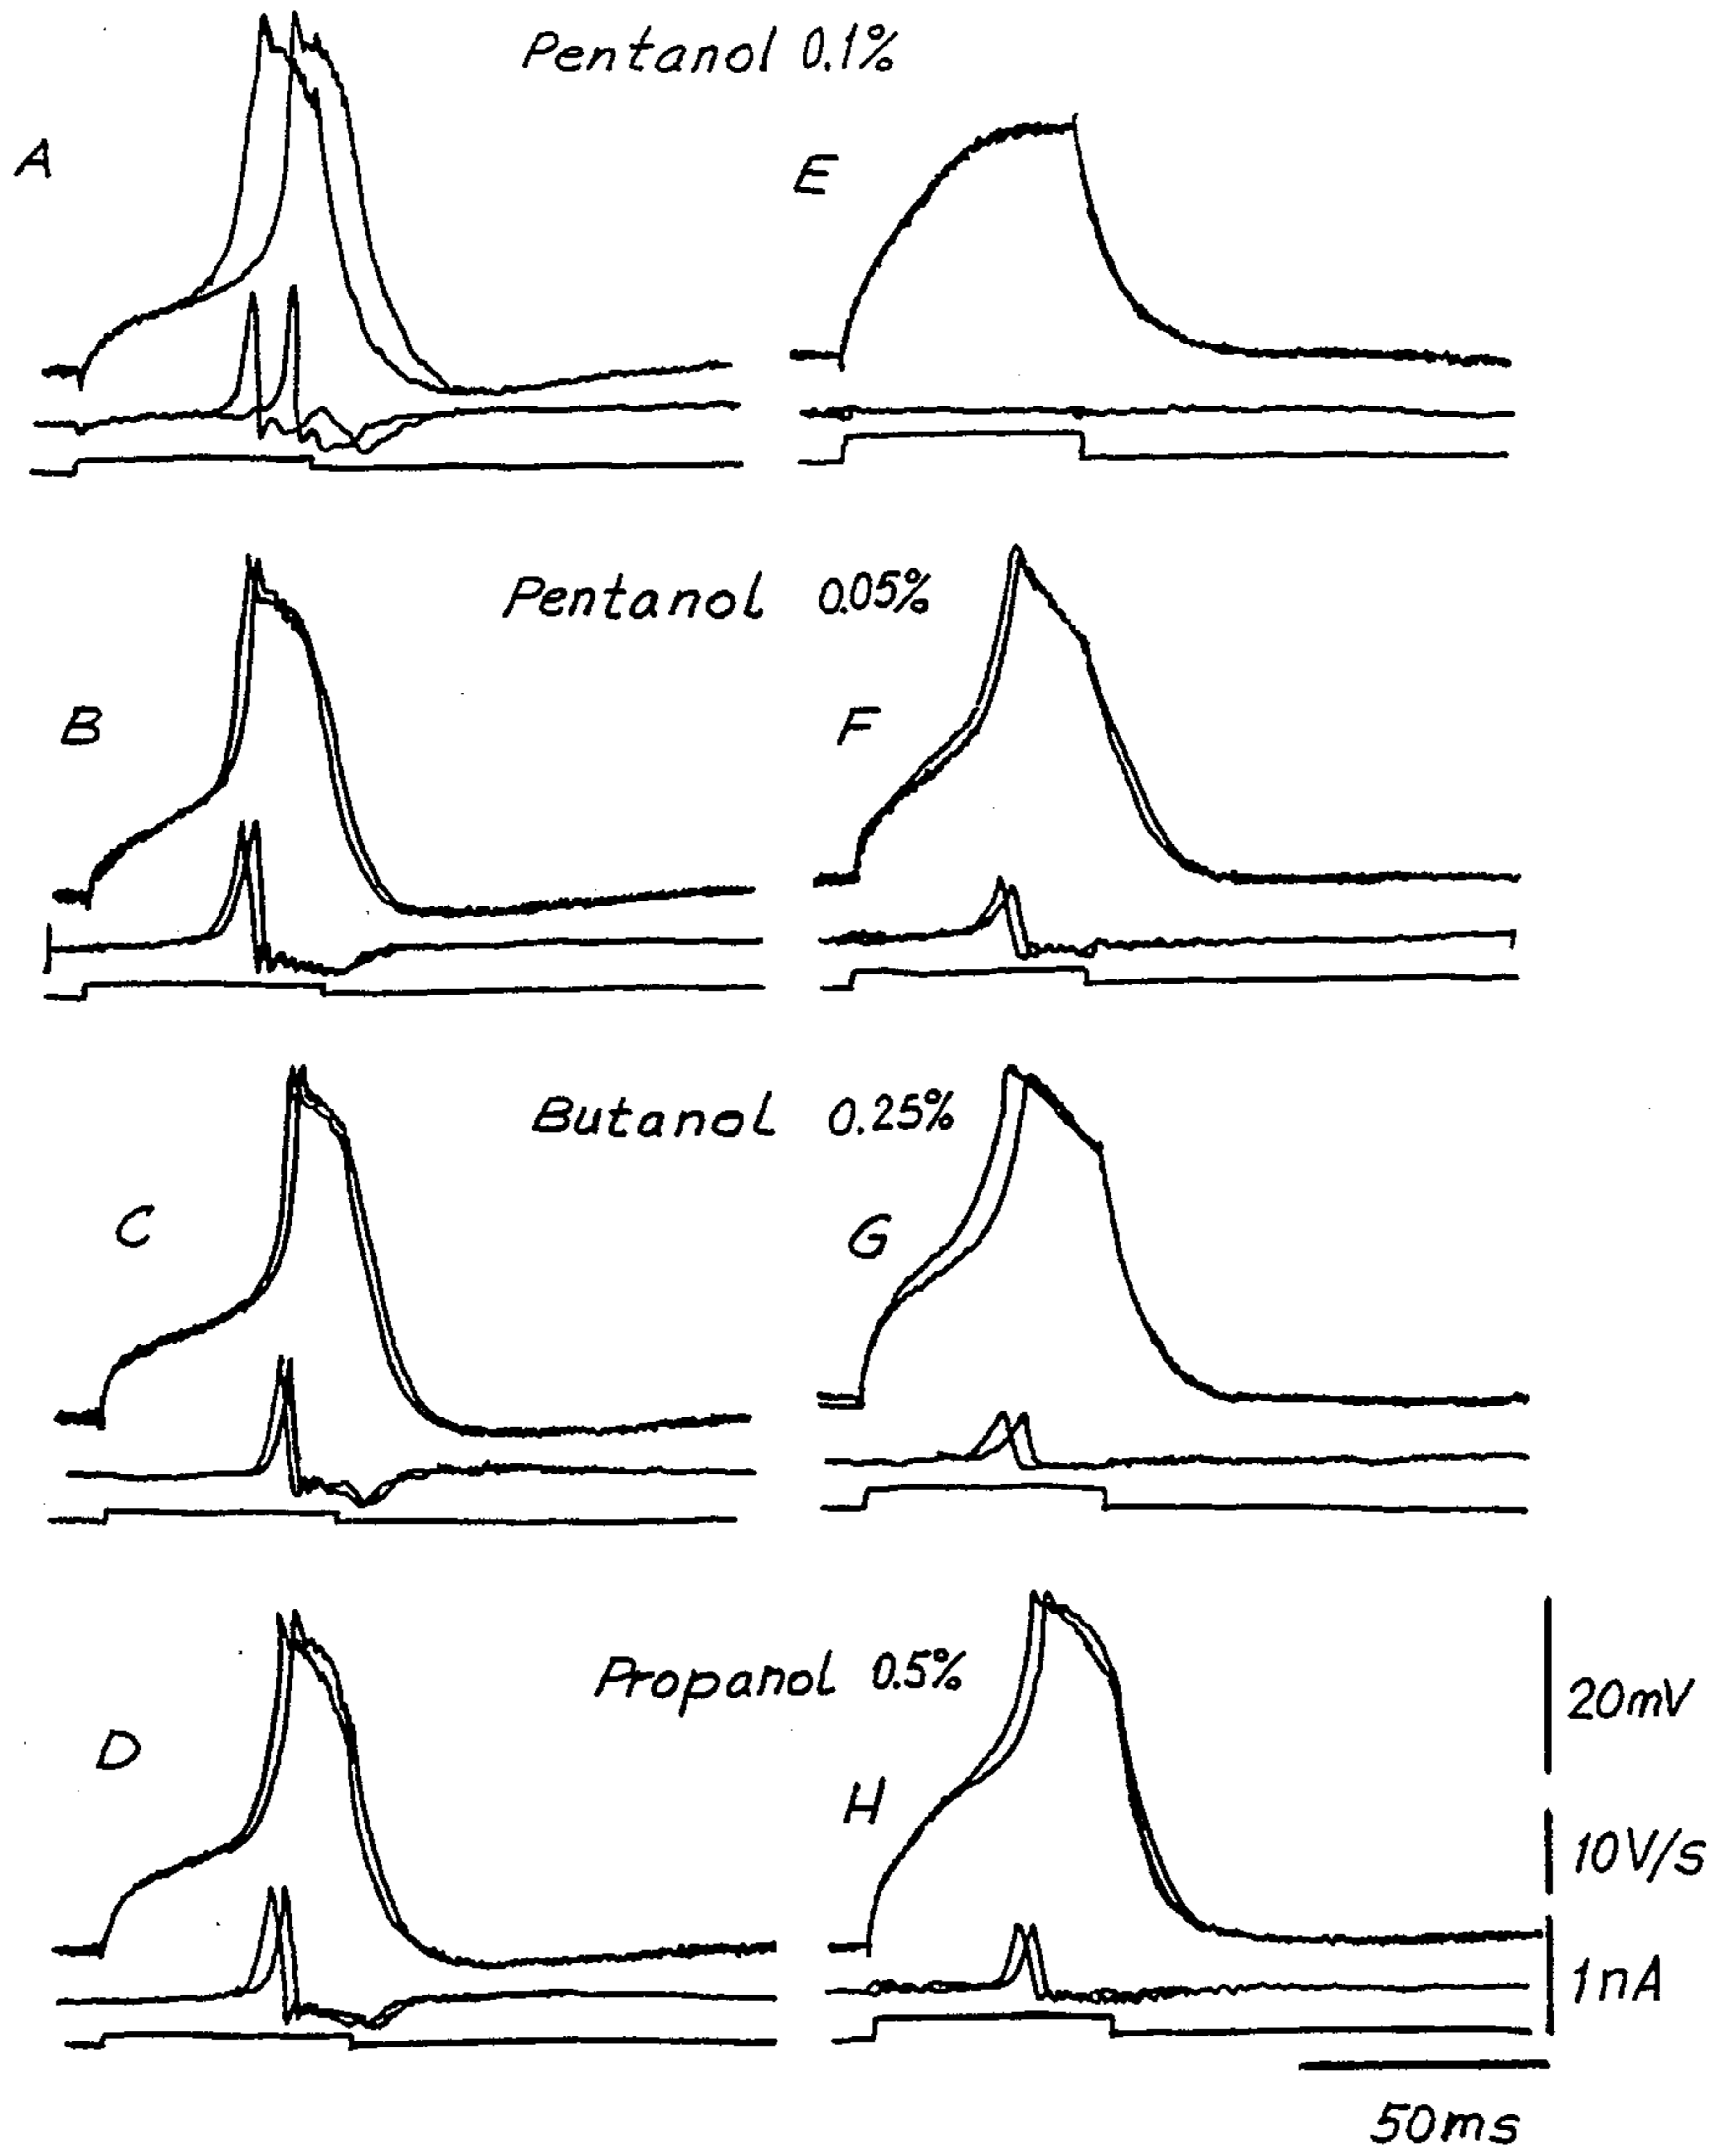 Pentanol 0.1%
A
E
Pentanol 0.05%
B
F
Butanol 0.25%
C
G
Propanol 0.5%
D
H
20mV
10V/s
1nA
50ms